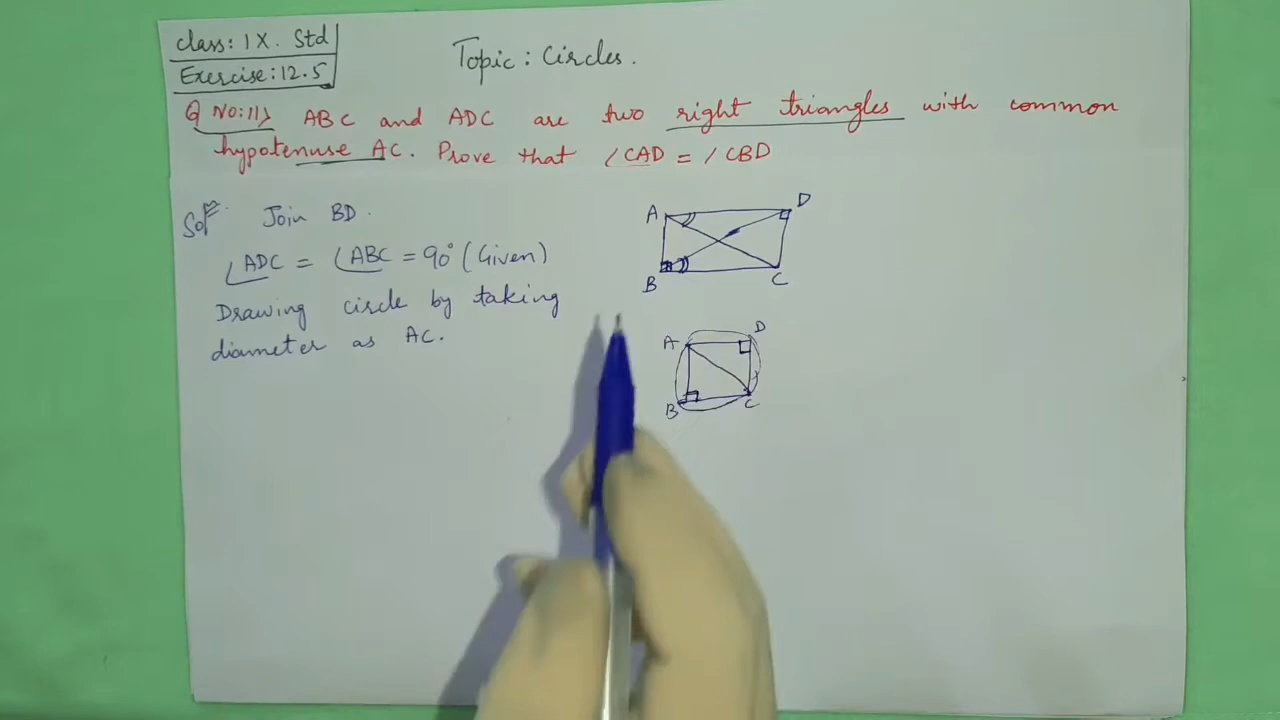 class: IX. Std
Exercise: 12.5
Topic: Circles.
Q No:11) ABC and ADC are two right triangles with common
hypotenuse AC. Prove that ∠CAD = ∠CBD
Sol. Join BD.
∠ADC = ∠ABC = 90° (Given)
Drawing circle by taking
diameter as AC.
A D
B C
A D
B C